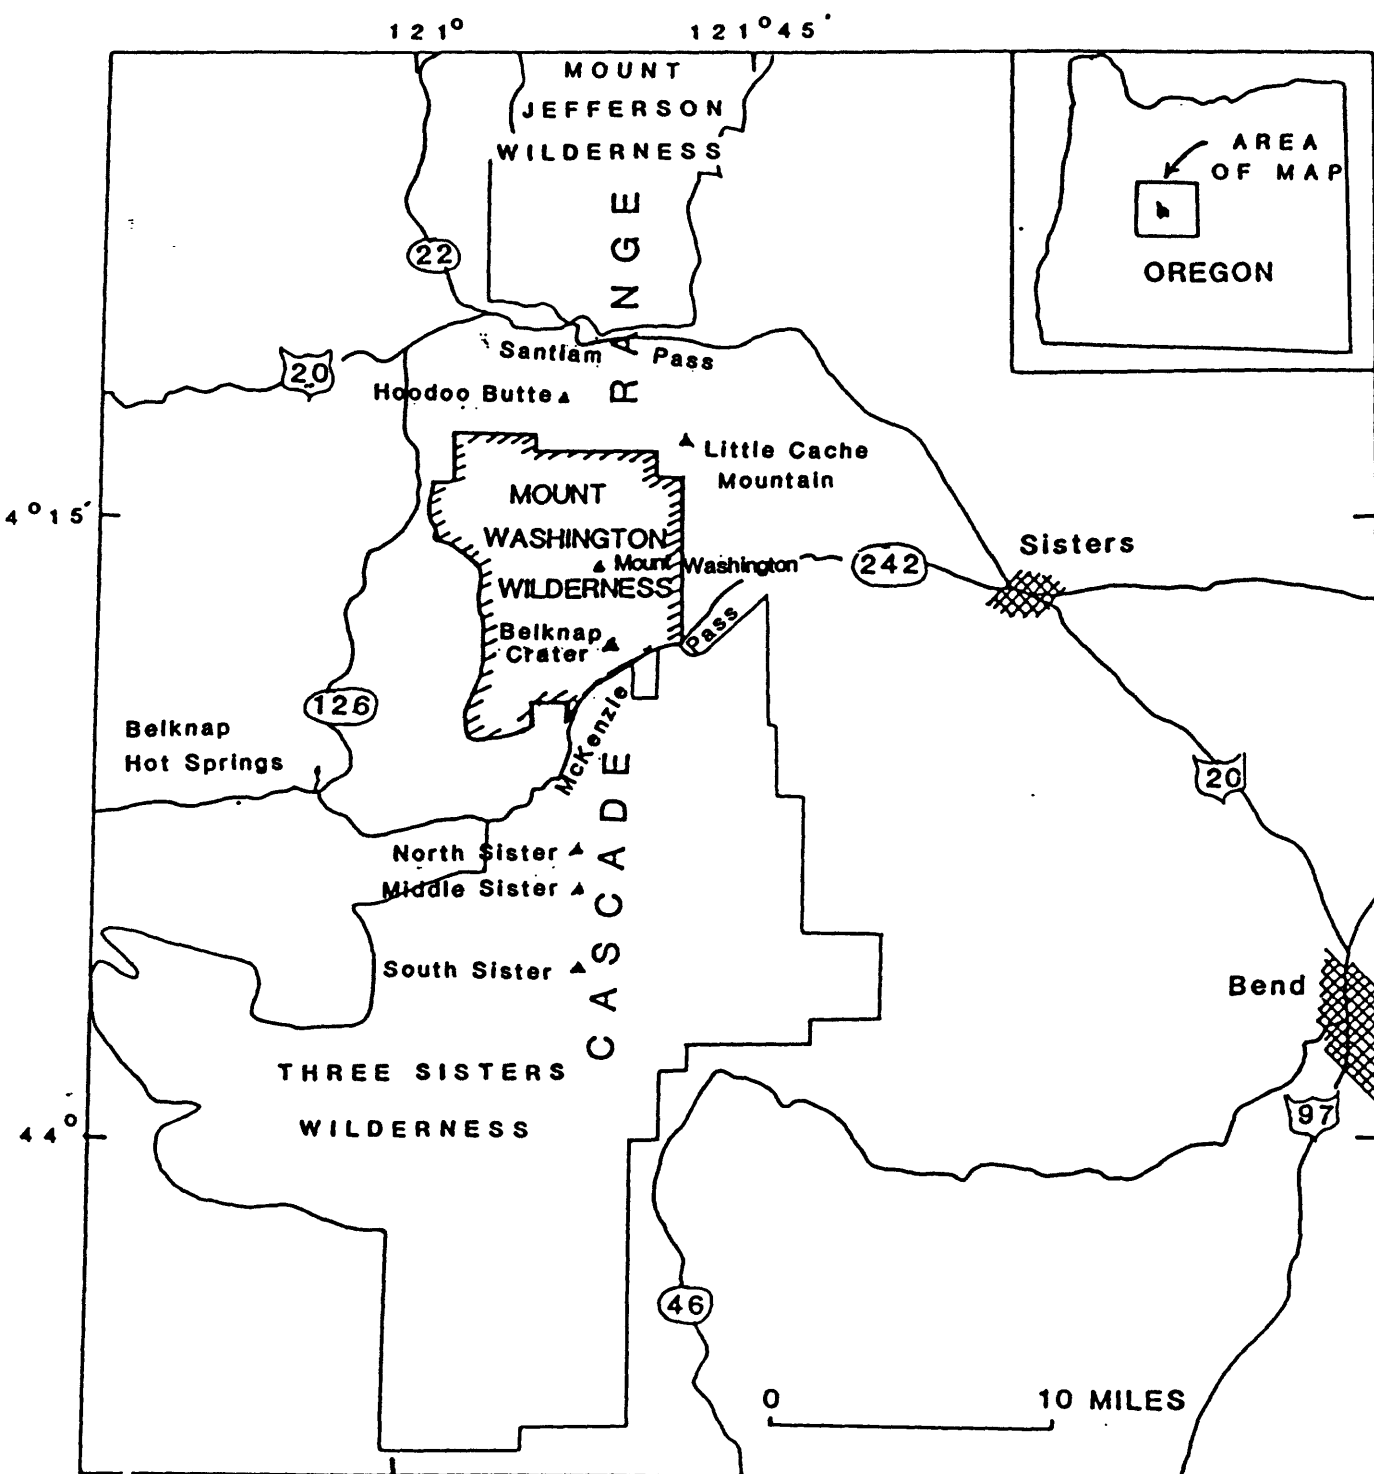 121° 121°45'
MOUNT
JEFFERSON
WILDERNESS
AREA
OF MAP
OREGON
22
CASCADE RANGE
20
Santiam Pass
Hoodoo Butte
Little Cache
Mountain
4°15'
MOUNT
WASHINGTON
WILDERNESS
Mount Washington
242
Sisters
Belknap
Crater
McKenzie Pass
126
Belknap
Hot Springs
20
North Sister
Middle Sister
South Sister
Bend
THREE SISTERS
WILDERNESS
44°
97
46
0 10 MILES